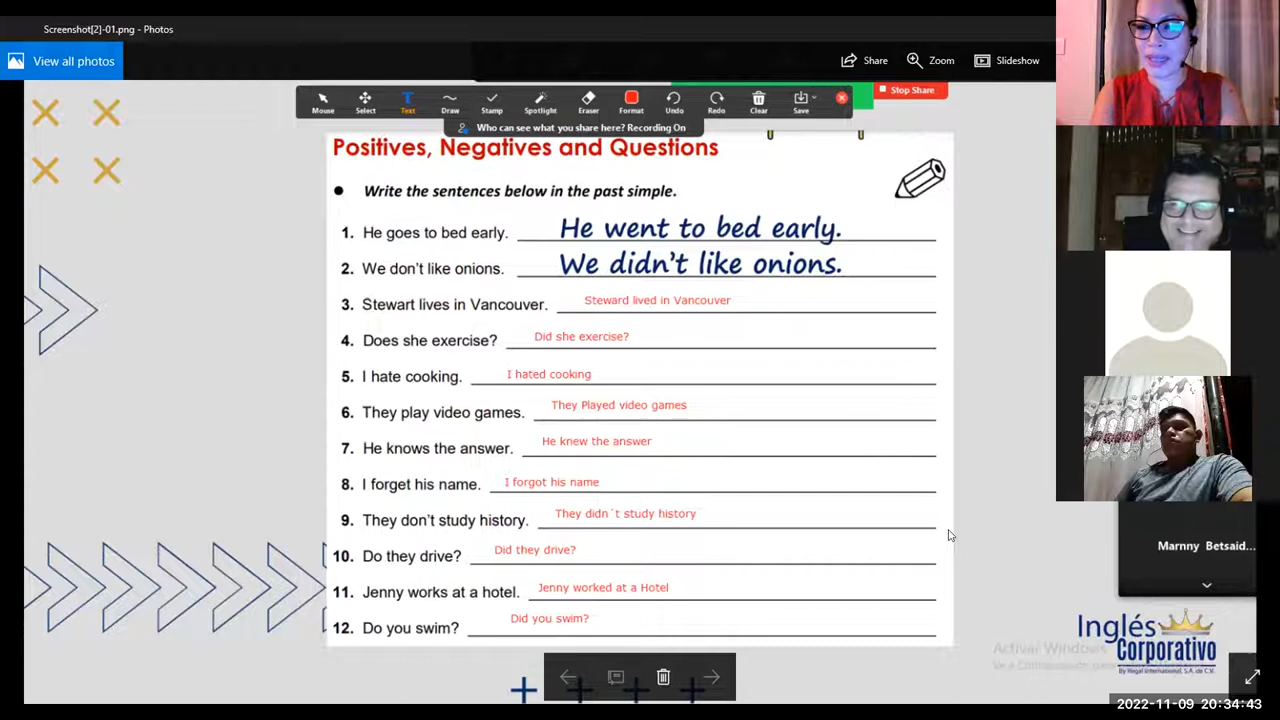 Screenshot[2]-01.png - Photos
View all photos
Share
Zoom
Slideshow
Stop Share
Mouse
Select
Text
Draw
Stamp
Spotlight
Eraser
Format
Undo
Redo
Clear
Save
Who can see what you share here? Recording On
Positives, Negatives and Questions
Write the sentences below in the past simple.
1. He goes to bed early. He went to bed early.
2. We don't like onions. We didn't like onions.
3. Stewart lives in Vancouver. Steward lived in Vancouver
4. Does she exercise? Did she exercise?
5. I hate cooking. I hated cooking
6. They play video games. They Played video games
7. He knows the answer. He knew the answer
8. I forget his name. I forgot his name
9. They don't study history. They didn´t study history
10. Do they drive? Did they drive?
11. Jenny works at a hotel. Jenny worked at a Hotel
12. Do you swim? Did you swim?
Marnny Betsaid...
Activar Windows
Inglés
Corporativo
2022-11-09 20:34:43